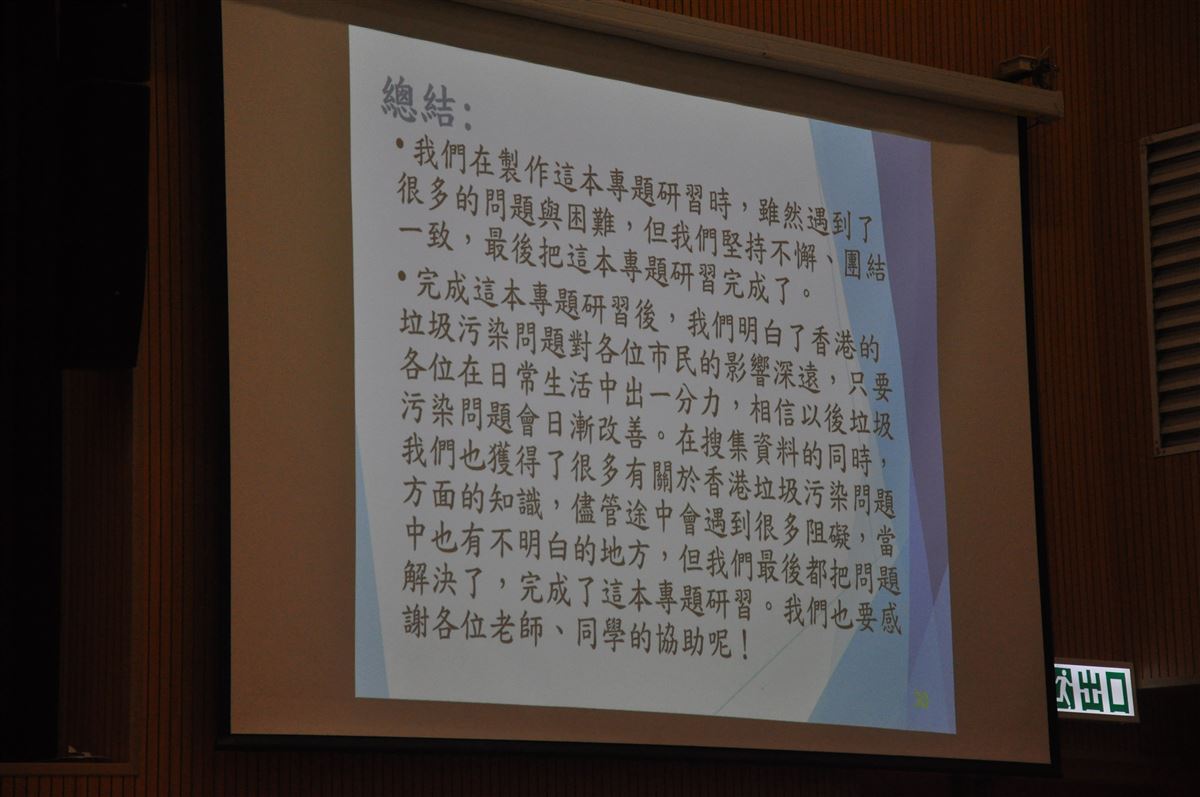 總結:
•我們在製作這本專題研習時，雖然遇到了
很多的問題與困難，但我們堅持不懈、團結
一致，最後把這本專題研習完成了。
•完成這本專題研習後，我們明白了香港的
垃圾污染問題對各位市民的影響深遠，只要
各位在日常生活中出一分力，相信以後垃圾
污染問題會日漸改善。在搜集資料的同時，
我們也獲得了很多有關於香港垃圾污染問題
方面的知識，儘管途中會遇到很多阻礙，當
中也有不明白的地方，但我們最後都把問題
解決了，完成了這本專題研習。我們也要感
謝各位老師、同學的協助呢！
出口